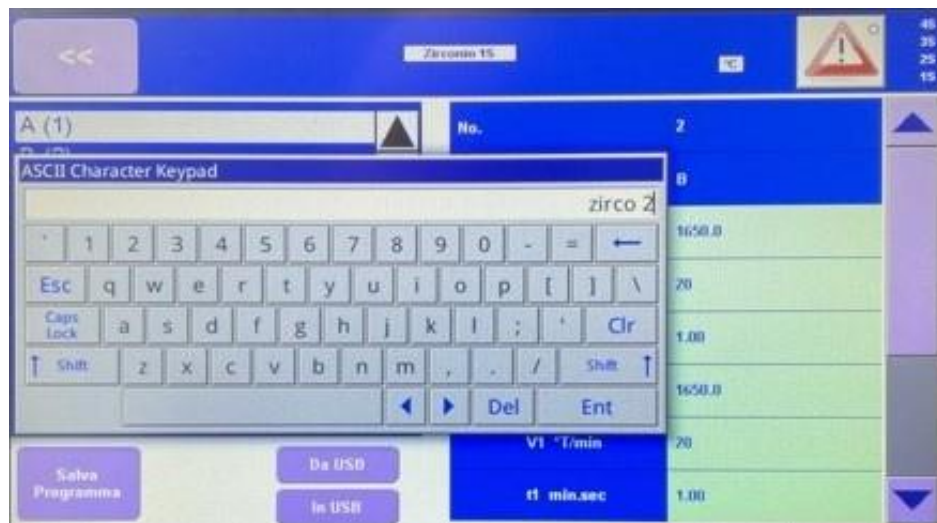 <<
Zirconio 15
°C
45
35
25
15
A (1)
No. 2
ASCII Character Keypad
B
zirco 2
` 1 2 3 4 5 6 7 8 9 0 - = ←
1650.0
Esc q w e r t y u i o p [ ] \
20
Caps Lock a s d f g h j k l ; ' Clr
1.00
↑ Shift z x c v b n m , . / Shift ↑
Del Ent
1650.0
V1 °T/min 20
Salva
Programma
Da USB
In USB
t1 min.sec 1.00